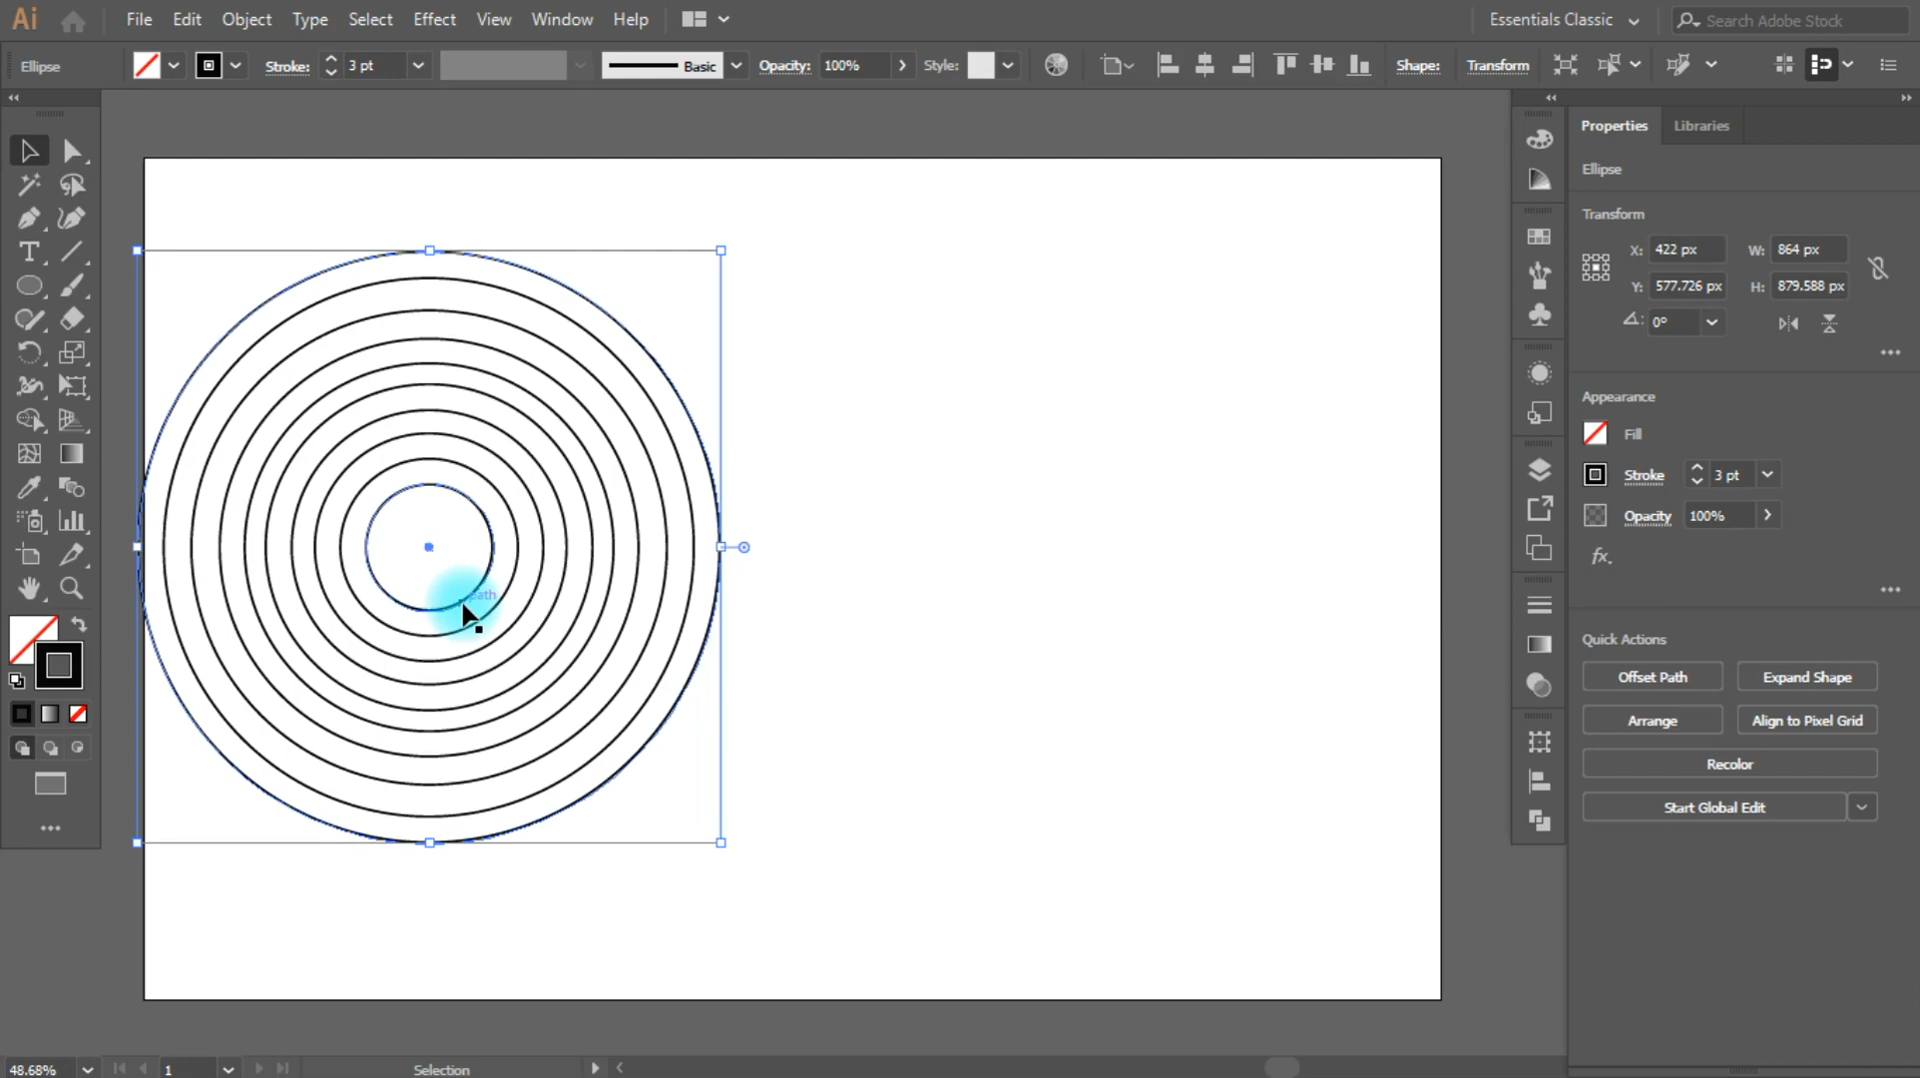 Ai File Edit Object Type Select Effect View Window Help Essentials Classic Search Adobe Stock
Ellipse Stroke: 3 pt Basic Opacity: 100% Style: Shape: Transform
Properties Libraries
Ellipse
Transform
X: 422 px W: 864 px
Y: 577.726 px H: 879.588 px
0°
Appearance
Fill
Stroke 3 pt
Opacity 100%
fx.
path
Quick Actions
Offset Path Expand Shape
Arrange Align to Pixel Grid
Recolor
Start Global Edit
48.68% 1 Selection